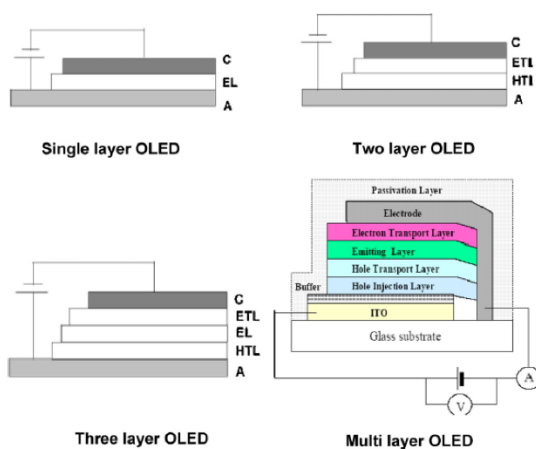 C
EL
A
Single layer OLED
C
ETL
HTL
A
Two layer OLED
C
ETL
EL
HTL
A
Three layer OLED
Passivation Layer
Electrode
Electron Transport Layer
Emitting Layer
Hole Transport Layer
Buffer
Hole Injection Layer
ITO
Glass substrate
A
V
Multi layer OLED